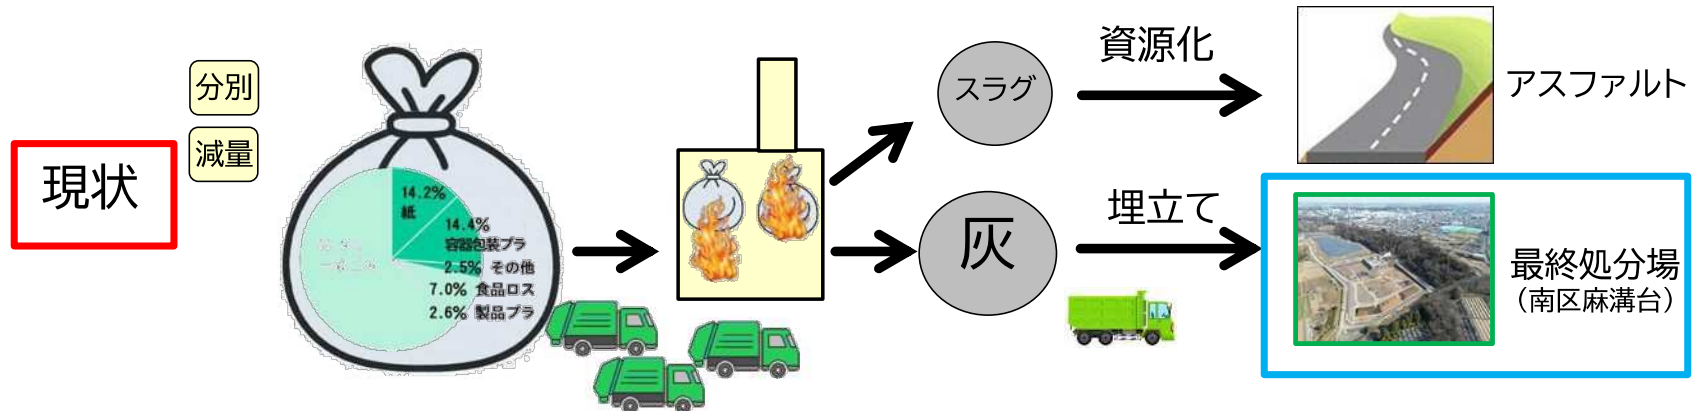 現状
分別
減量
14.2%
紙
14.4%
容器包装プラ
2.5% その他
7.0% 食品ロス
2.6% 製品プラ
スラグ
資源化
アスファルト
灰
埋立て
最終処分場
（南区麻溝台）